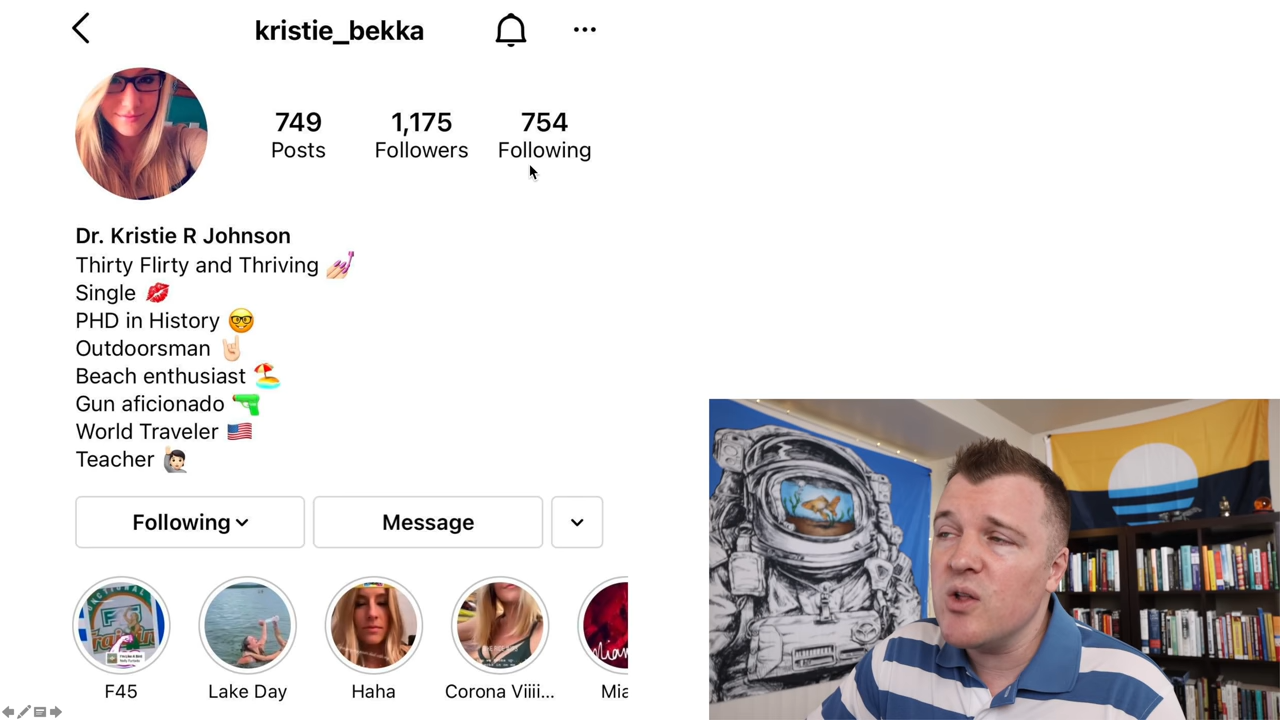 kristie_bekka
749 1,175 754
Posts Followers Following
Dr. Kristie R Johnson
Thirty Flirty and Thriving 💅🏻
Single 💋
PHD in History 🤓
Outdoorsman 🤘🏻
Beach enthusiast 🏖
Gun aficionado 🔫
World Traveler 🇺🇸
Teacher 🙋🏻
Following Message
F45 Lake Day Haha Corona Viiii... Mia